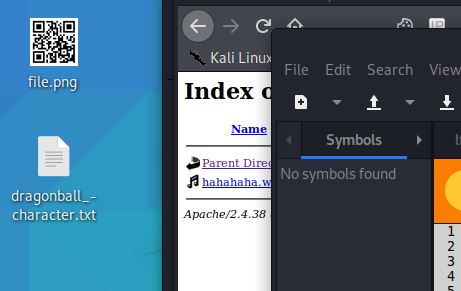 file.png
dragonball_-
character.txt
Kali Linux
Index o
Name
Parent Direc
hahahaha.w
Apache/2.4.38
File Edit Search View
Symbols
No symbols found
1
2
3
4
5